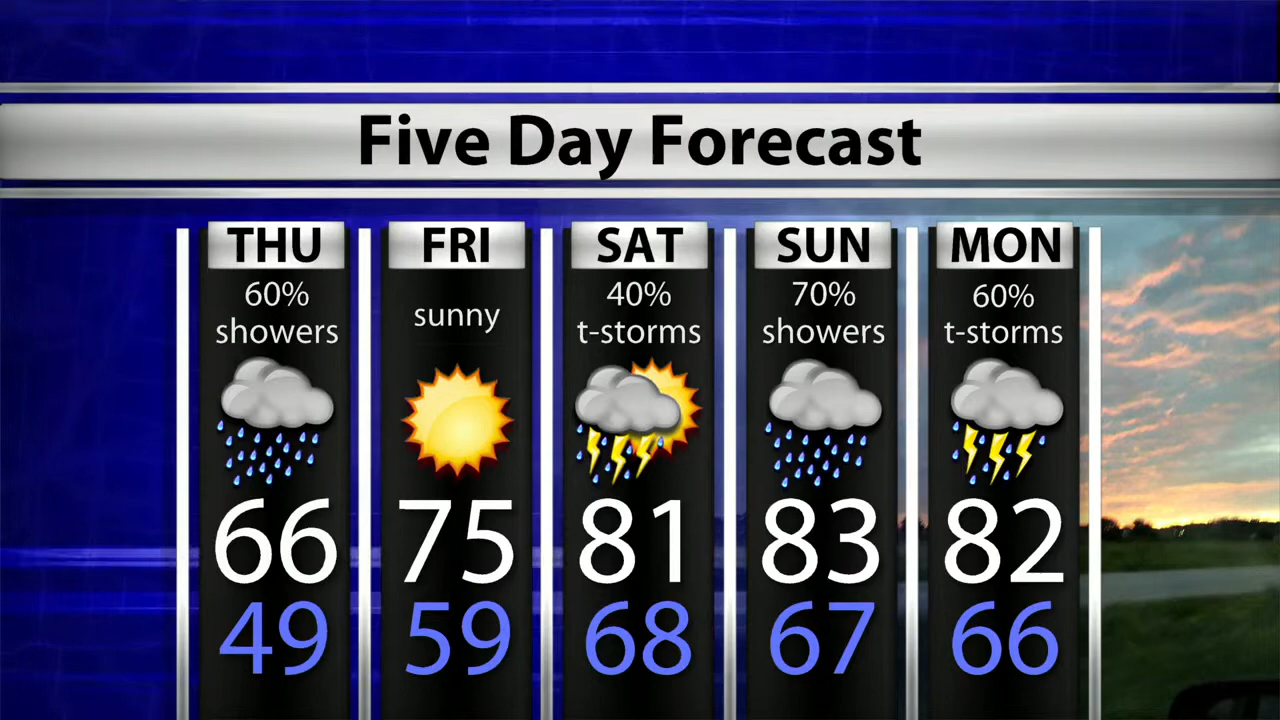 Five Day Forecast
THU
60%
showers
66
49
FRI
sunny
75
59
SAT
40%
t-storms
81
68
SUN
70%
showers
83
67
MON
60%
t-storms
82
66